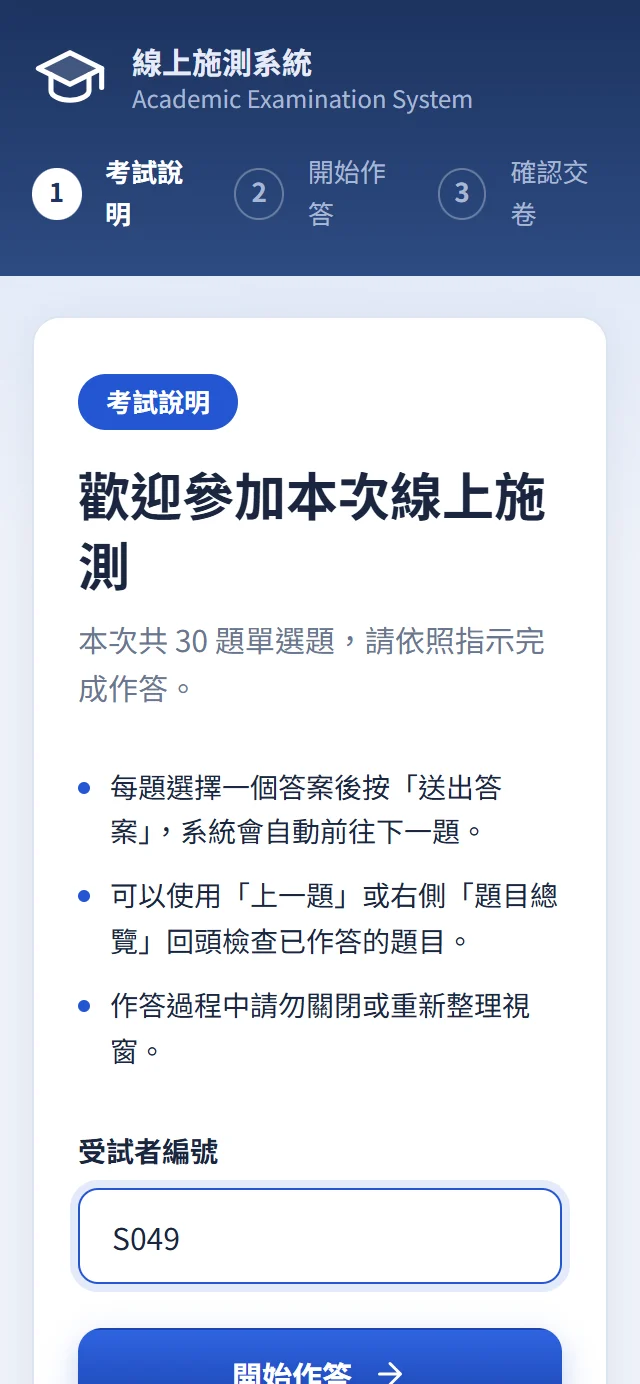 線上施測系統
Academic Examination System
1
考試說
明
2
開始作
答
3
確認交
卷
考試說明
歡迎參加本次線上施
測
本次共 30 題單選題，請依照指示完
成作答。
每題選擇一個答案後按「送出答
案」，系統會自動前往下一題。
可以使用「上一題」或右側「題目總
覽」回頭檢查已作答的題目。
作答過程中請勿關閉或重新整理視
窗。
受試者編號
S049
開始作答 →